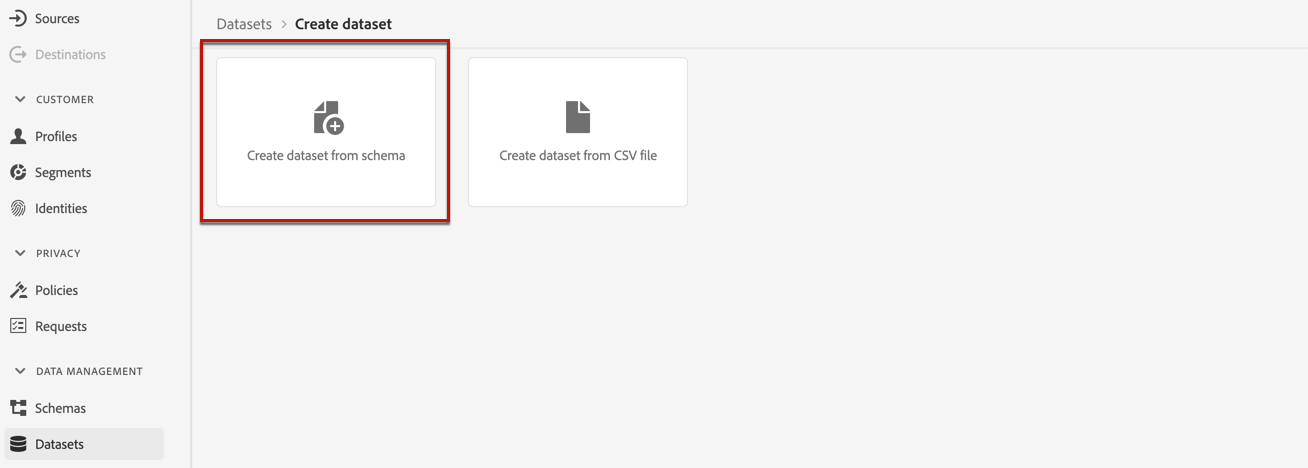 Sources
Destinations
CUSTOMER
Profiles
Segments
Identities
PRIVACY
Policies
Requests
DATA MANAGEMENT
Schemas
Datasets
Datasets > Create dataset
Create dataset from schema
Create dataset from CSV file